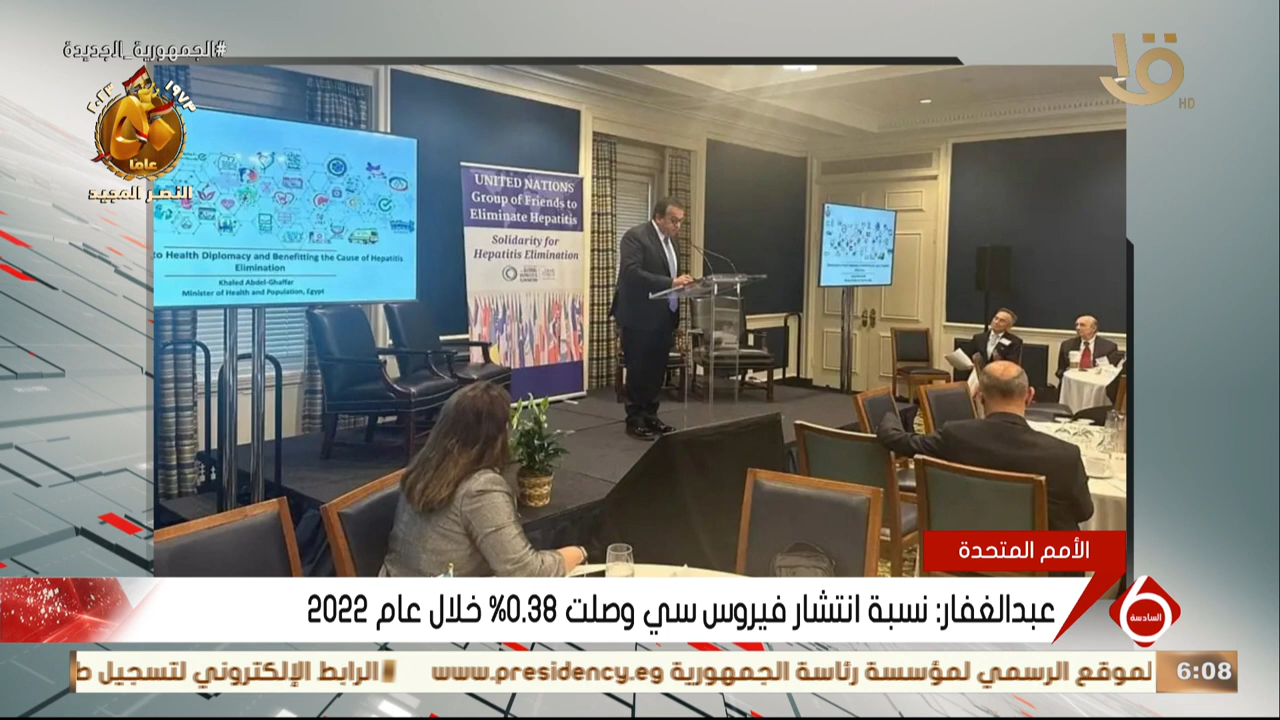 #الجمهورية_الجديدة
١٩٧٣
٢٠٢٣
٥٠
عاما
النصر المجيد
HD
to Health Diplomacy and Benefitting the Cause of Hepatitis
Elimination
Khaled Abdel-Ghaffar
Minister of Health and Population, Egypt
UNITED NATIONS
Group of Friends to
Eliminate Hepatitis
Solidarity for
Hepatitis Elimination
الأمم المتحدة
السادسة
عبدالغفار: نسبة انتشار فيروس سي وصلت 0.38% خلال عام 2022
لموقع الرسمي لمؤسسة رئاسة الجمهورية www.presidency.eg الرابط الإلكتروني لتسجيل ط
6:08